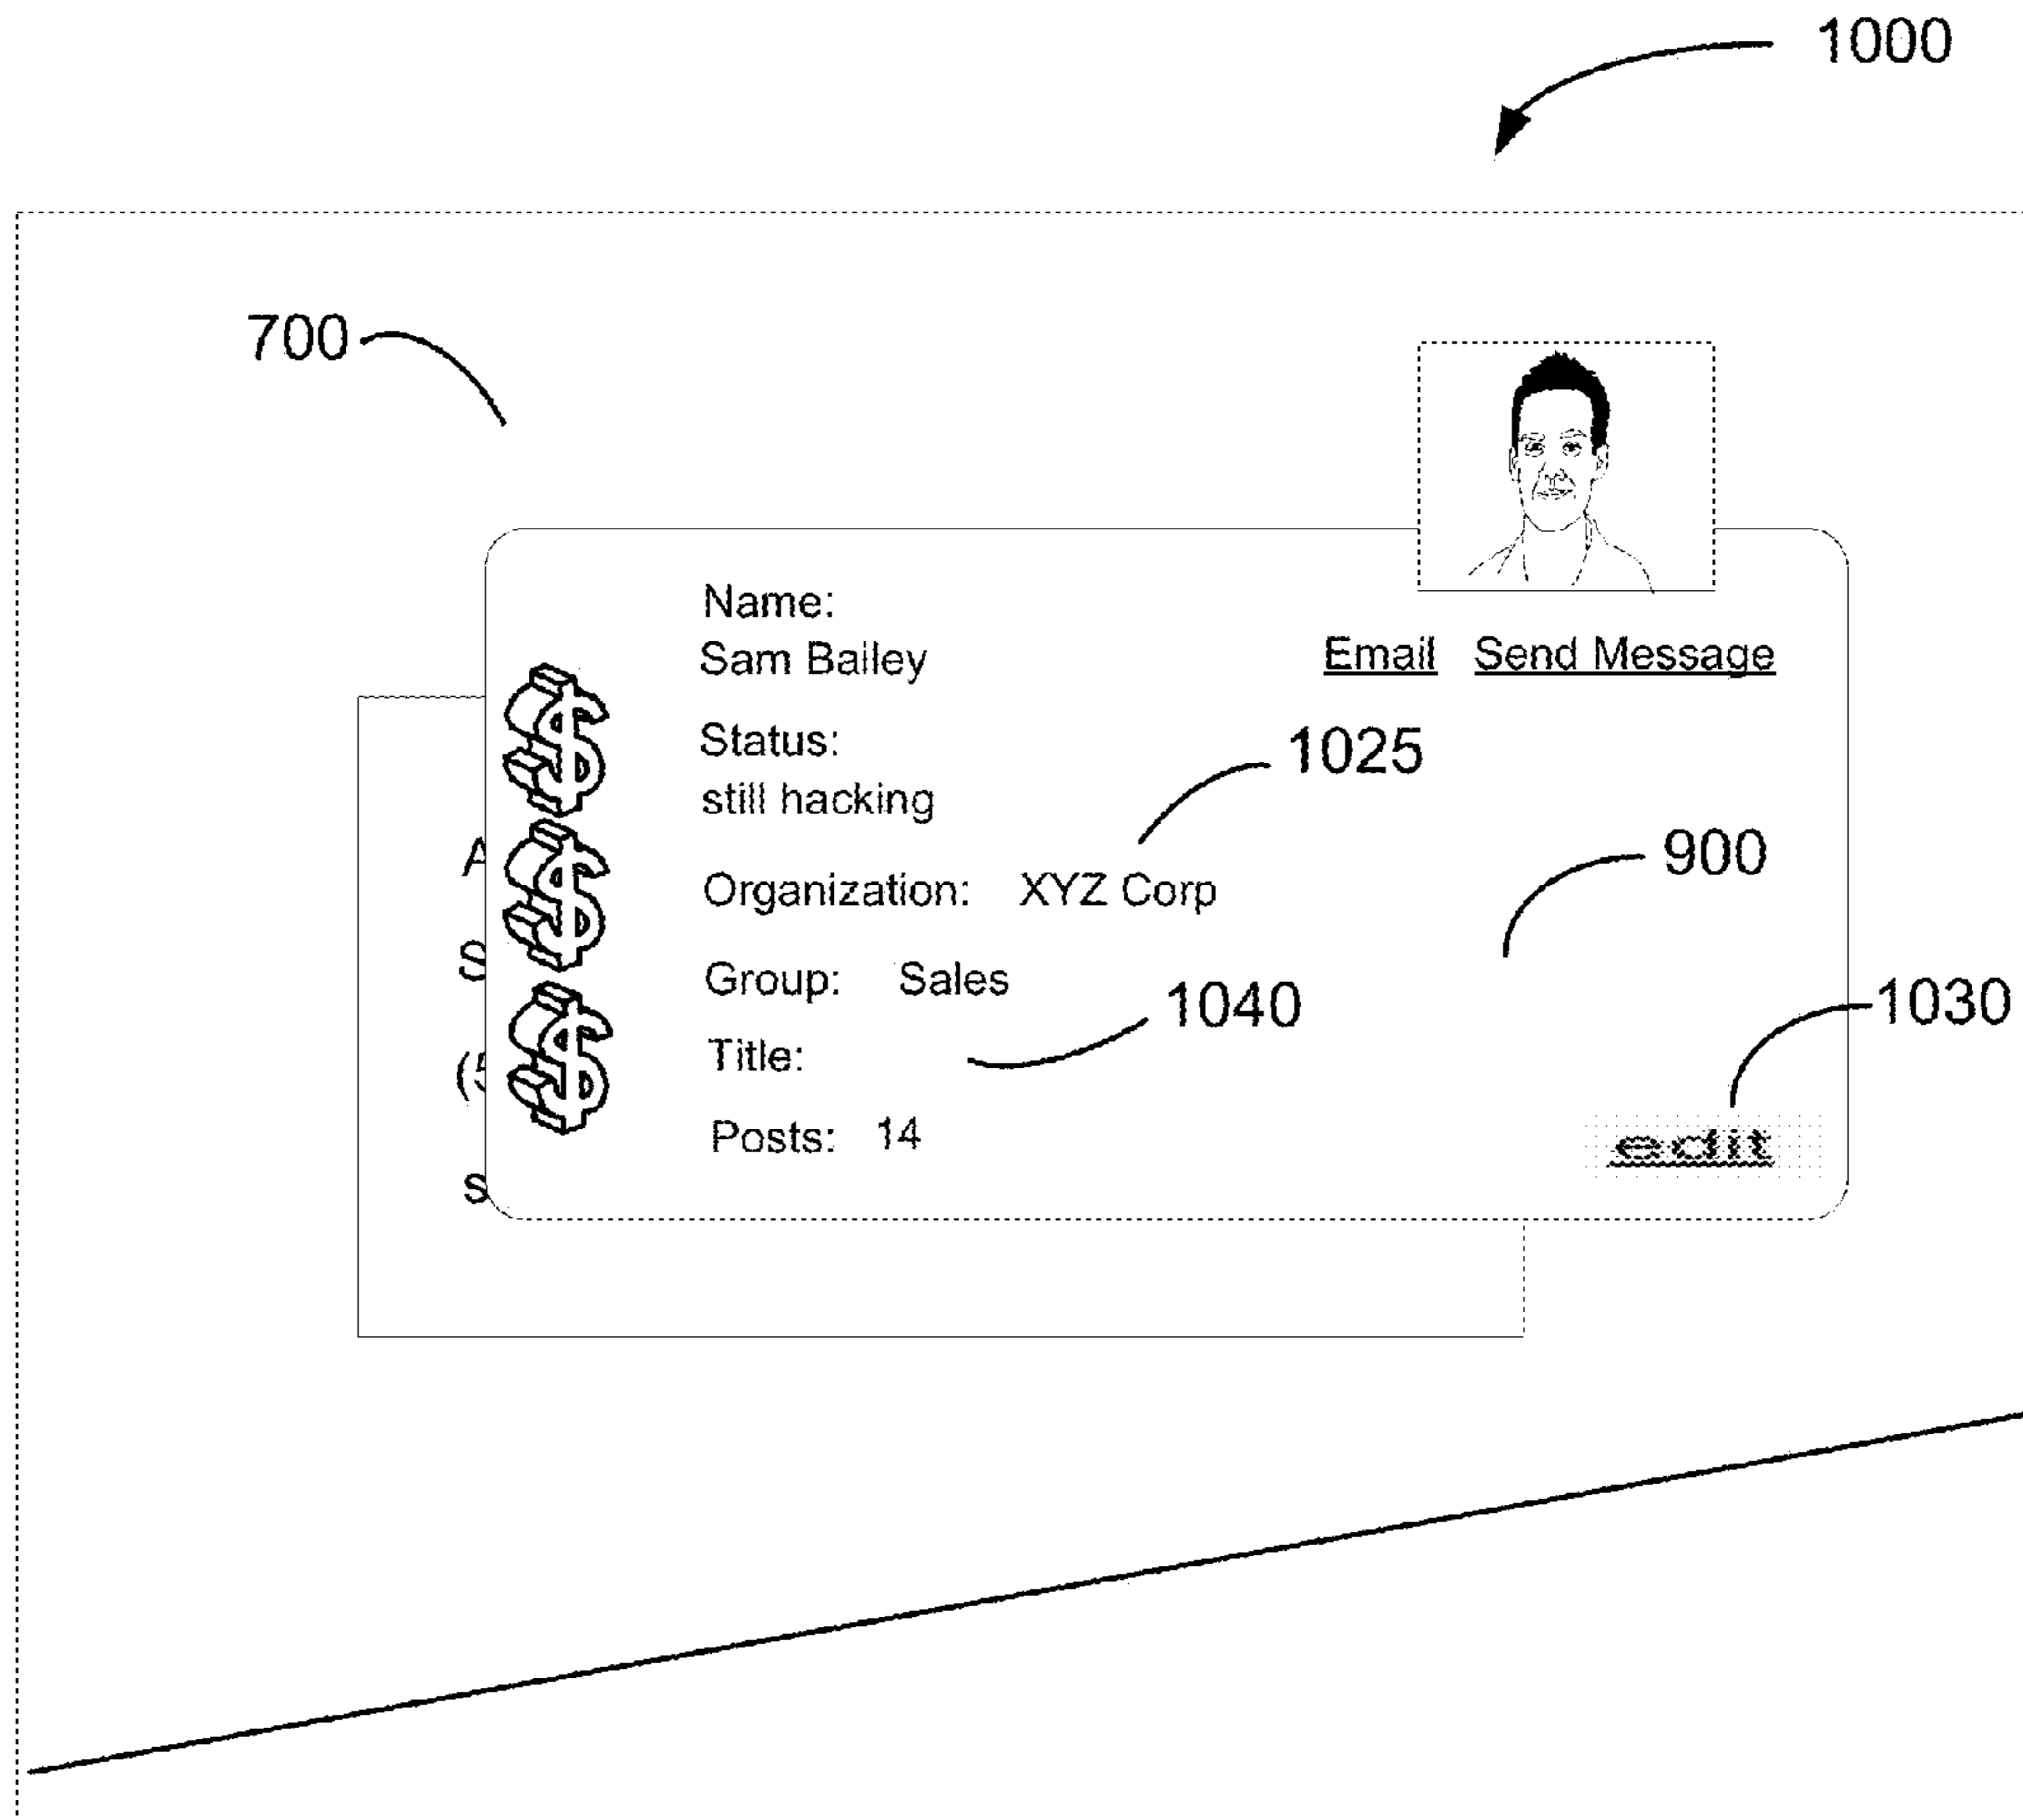 1000
700
Name:
Sam Bailey
Email Send Message
Status:
1025
still hacking
900
A
Organization: XYZ Corp
S
Group: Sales
1040
1030
(5
Title:
Posts: 14
edit
s